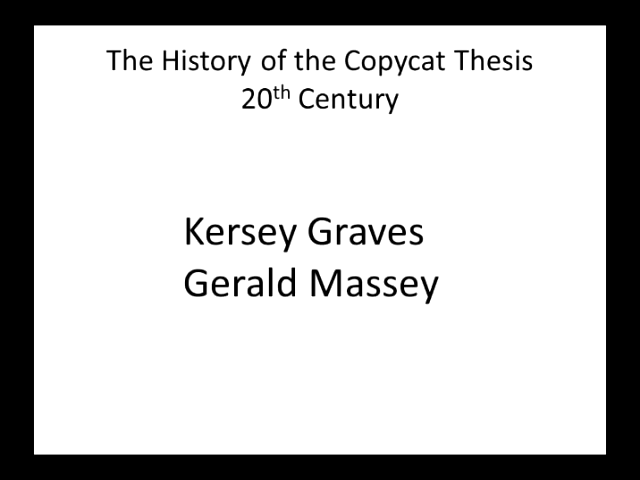 The History of the Copycat Thesis
20th Century
Kersey Graves
Gerald Massey